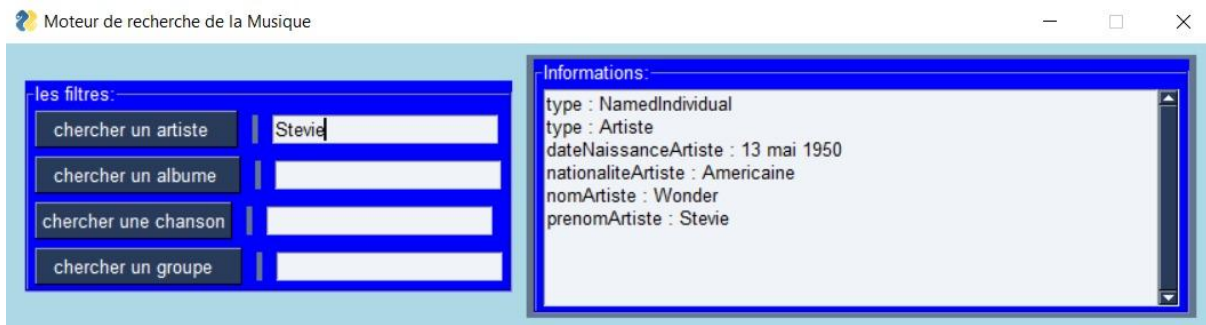 Moteur de recherche de la Musique
les filtres:
chercher un artiste Stevie
chercher un albume
chercher une chanson
chercher un groupe
Informations:
type : NamedIndividual
type : Artiste
dateNaissanceArtiste : 13 mai 1950
nationaliteArtiste : Americaine
nomArtiste : Wonder
prenomArtiste : Stevie